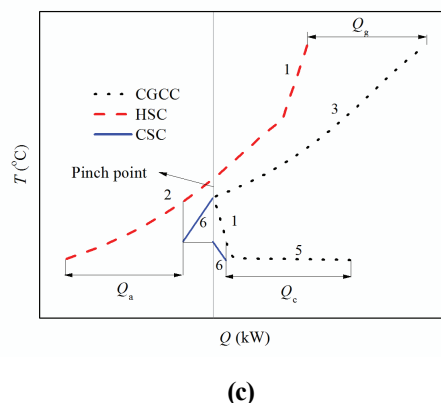 Q_g
1
CGCC
HSC
CSC
3
T (°C)
Pinch point
2
6
1
5
6
Q_a
Q_c
Q (kW)
(c)